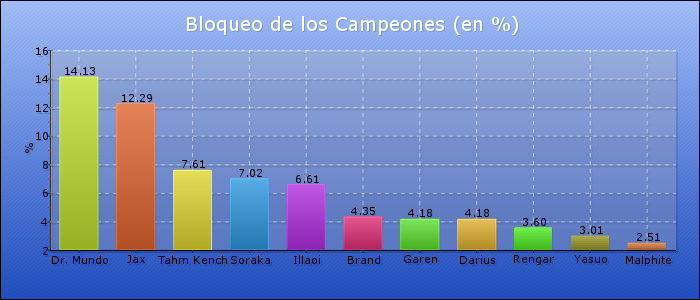 Bloqueo de los Campeones (en %)
16
14
12
10
8
6
4
2
%
14.13
12.29
7.61
7.02
6.61
4.35
4.18
4.18
3.60
3.01
2.51
Dr. Mundo
Jax
Tahm Kench
Soraka
Illaoi
Brand
Garen
Darius
Rengar
Yasuo
Malphite